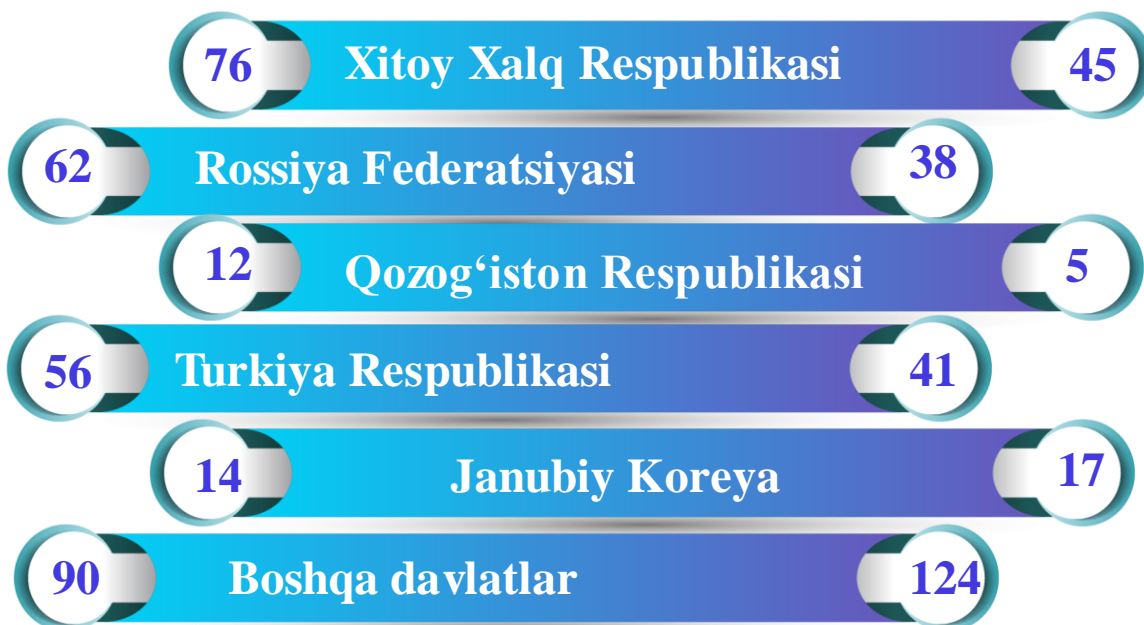 76 Xitoy Xalq Respublikasi 45
62 Rossiya Federatsiyasi 38
12 Qozog‘iston Respublikasi 5
56 Turkiya Respublikasi 41
14 Janubiy Koreya 17
90 Boshqa davlatlar 124